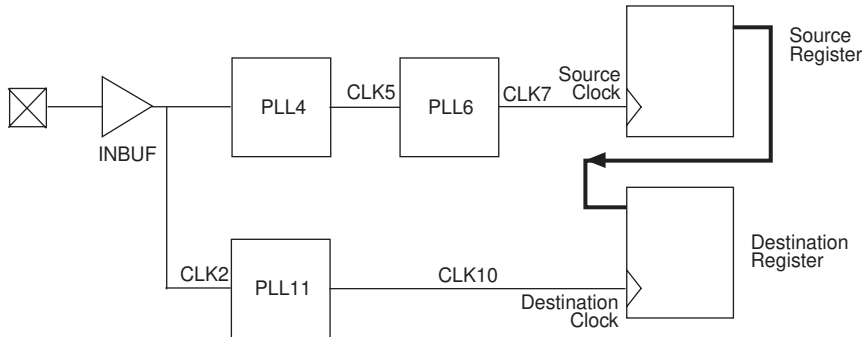 Source
Register
Source
Clock
CLK5
CLK7
PLL4
PLL6
INBUF
Destination
Register
CLK2
CLK10
PLL11
Destination
Clock